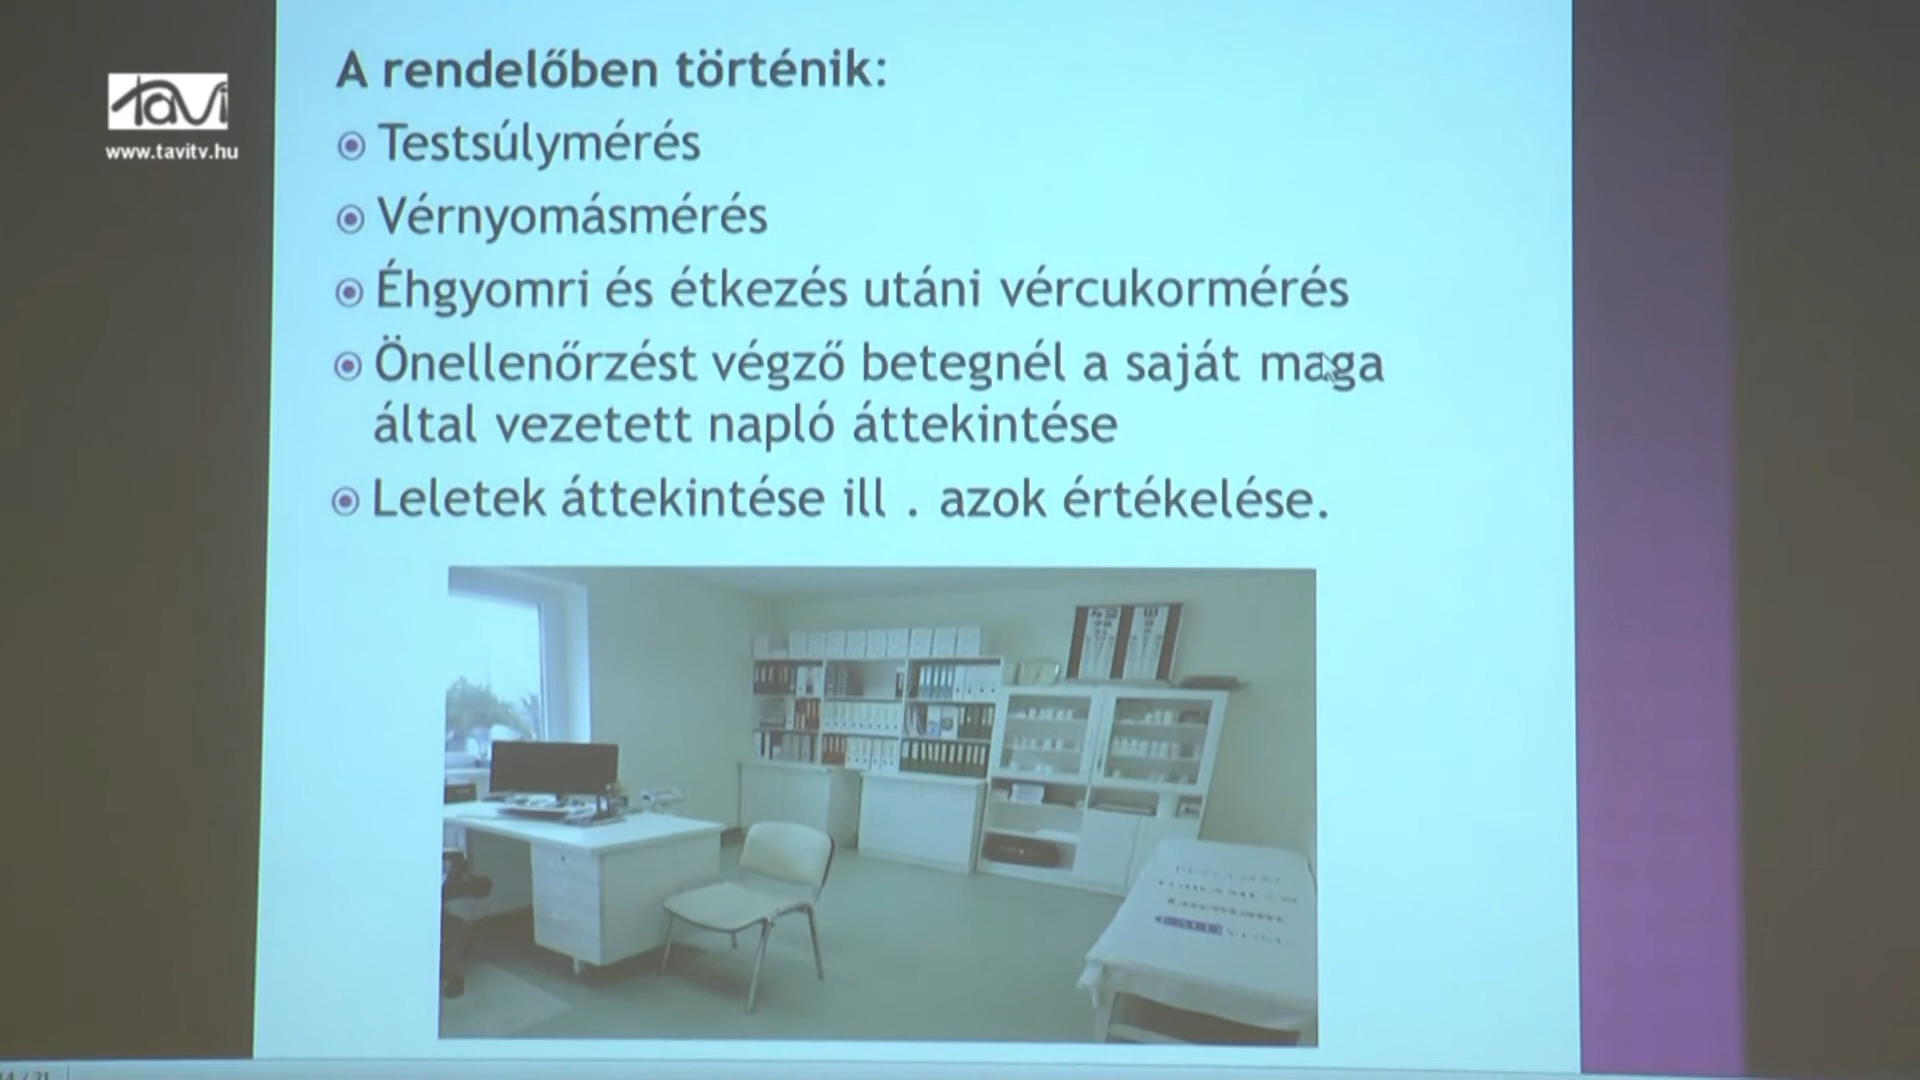 A rendelőben történik:
tavi
www.tavitv.hu
Testsúlymérés
Vérnyomásmérés
Éhgyomri és étkezés utáni vércukormérés
Önellenőrzést végző betegnél a saját maga
által vezetett napló áttekintése
Leletek áttekintése ill . azok értékelése.